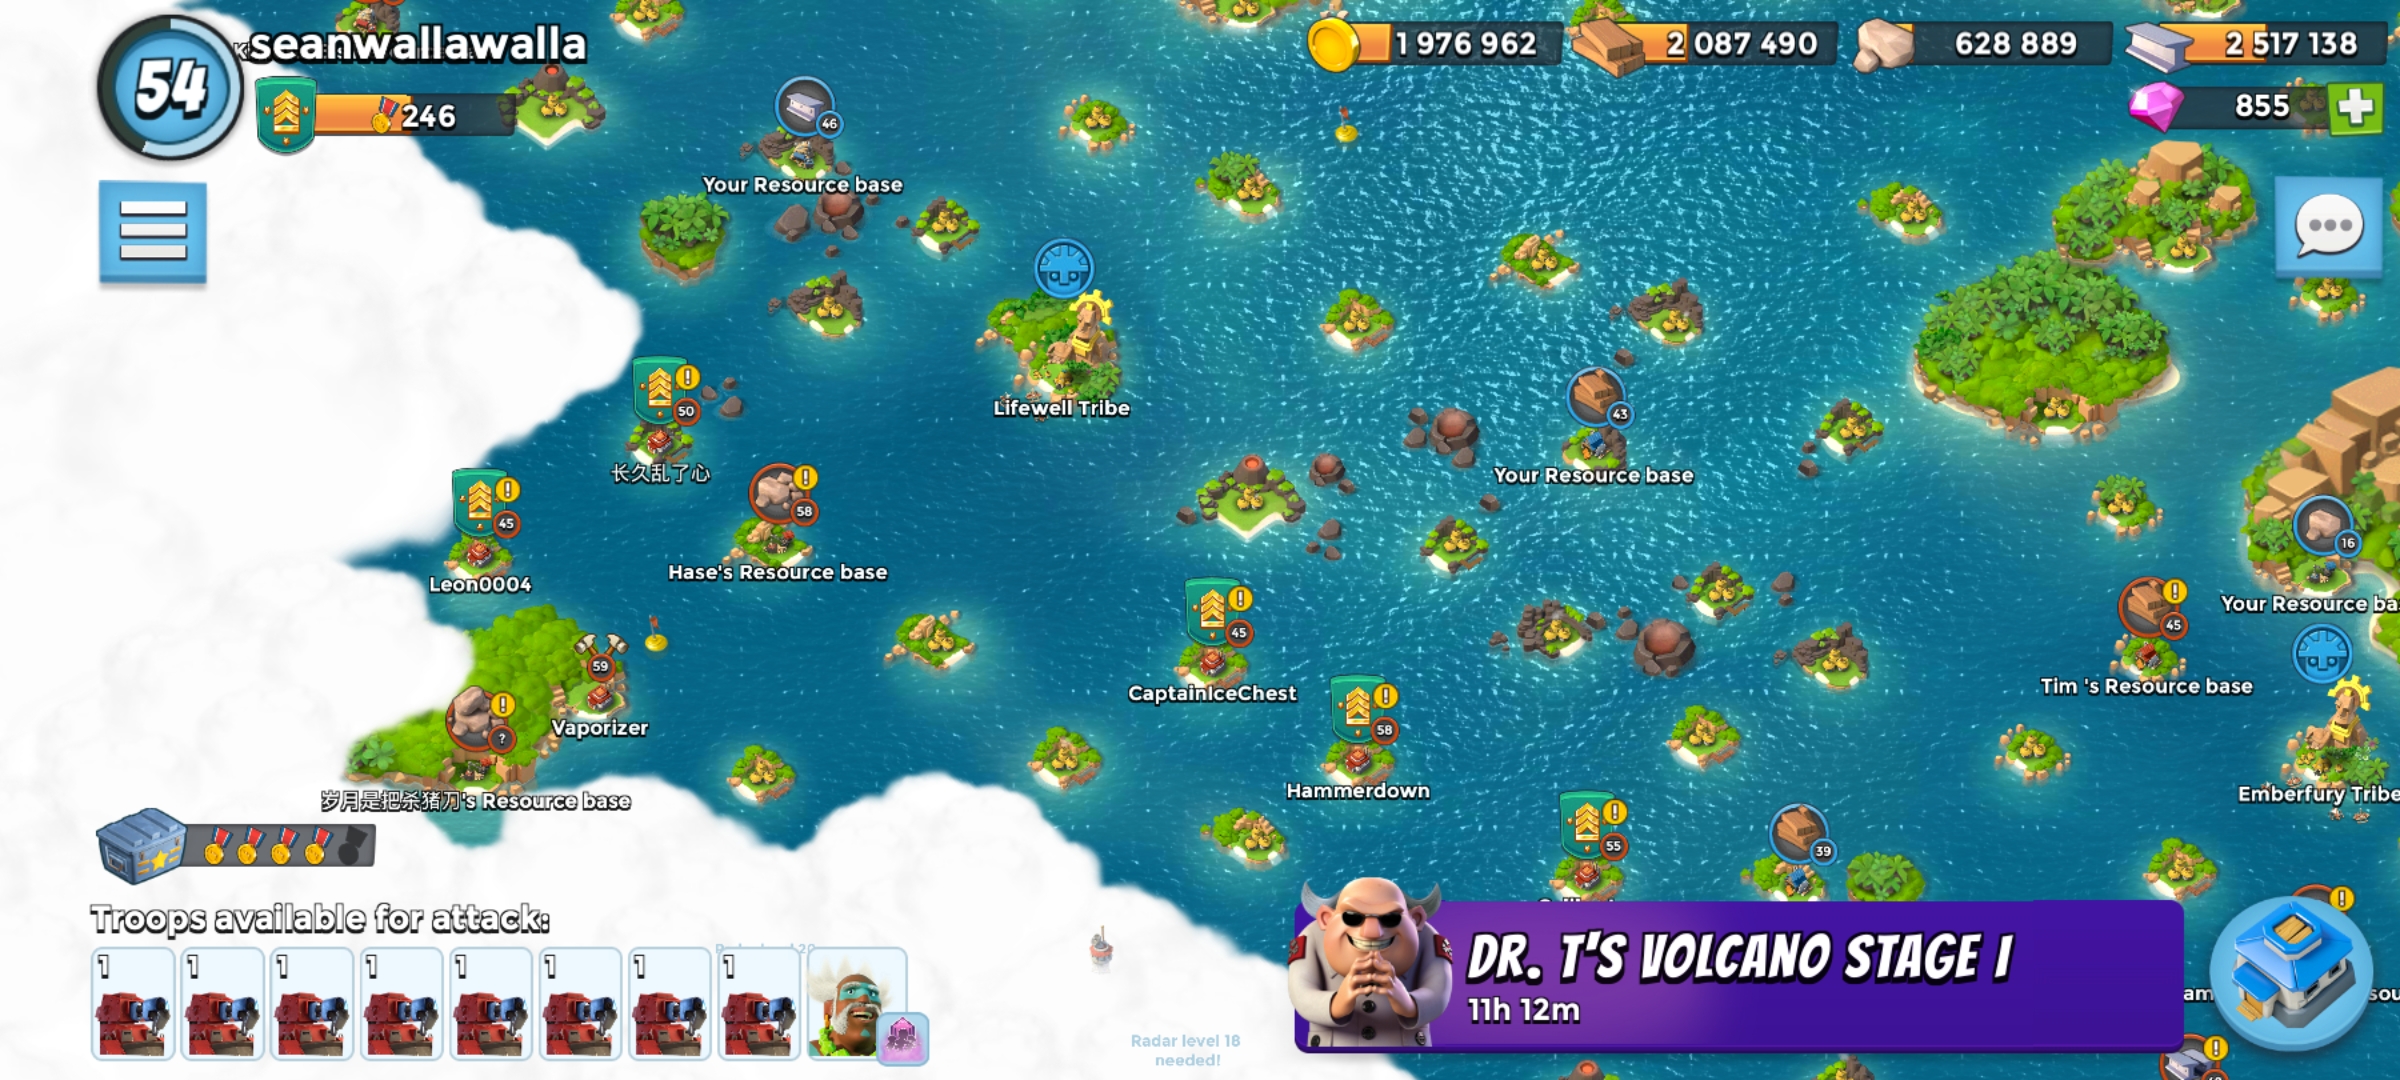 54
seanwallawalla
246
1 976 962
2 087 490
628 889
2 517 138
855
46
Your Resource base
Lifewell Tribe
50
长久乱了心
43
Your Resource base
45
Leon0004
58
Hase's Resource base
16
Your Resource ba
45
CaptainIceChest
45
Tim 's Resource base
59
Vaporizer
58
Hammerdown
?
岁月是把杀猪刀's Resource base
Emberfury Tribe
55
39
Troops available for attack:
1
1
1
1
1
1
1
1
DR. T'S VOLCANO STAGE I
11h 12m
Radar level 18
needed!